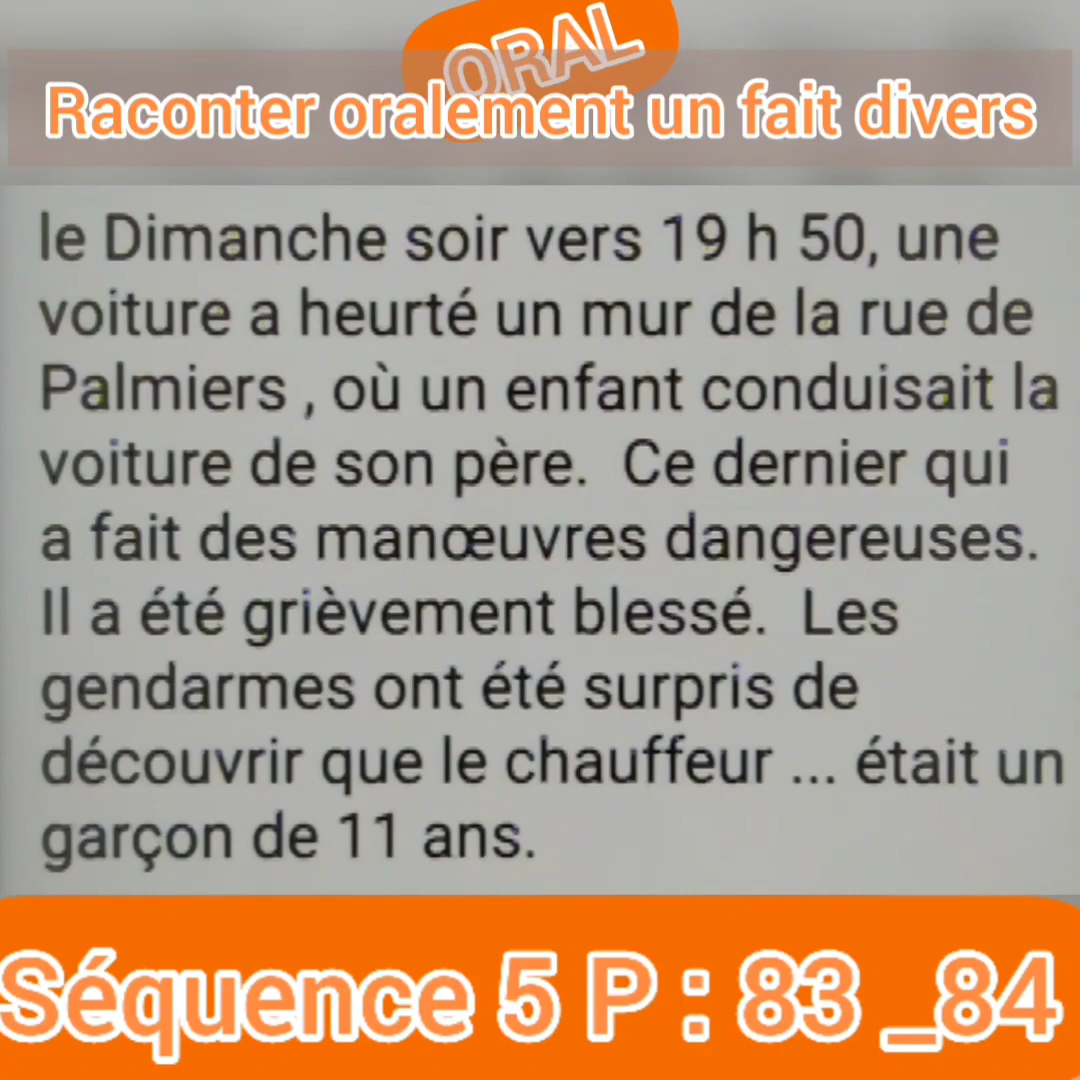 ORAL
Raconter oralement un fait divers
le Dimanche soir vers 19 h 50, une
voiture a heurté un mur de la rue de
Palmiers , où un enfant conduisait la
voiture de son père. Ce dernier qui
a fait des manœuvres dangereuses.
Il a été grièvement blessé. Les
gendarmes ont été surpris de
découvrir que le chauffeur ... était un
garçon de 11 ans.
Séquence 5 P : 83 _84